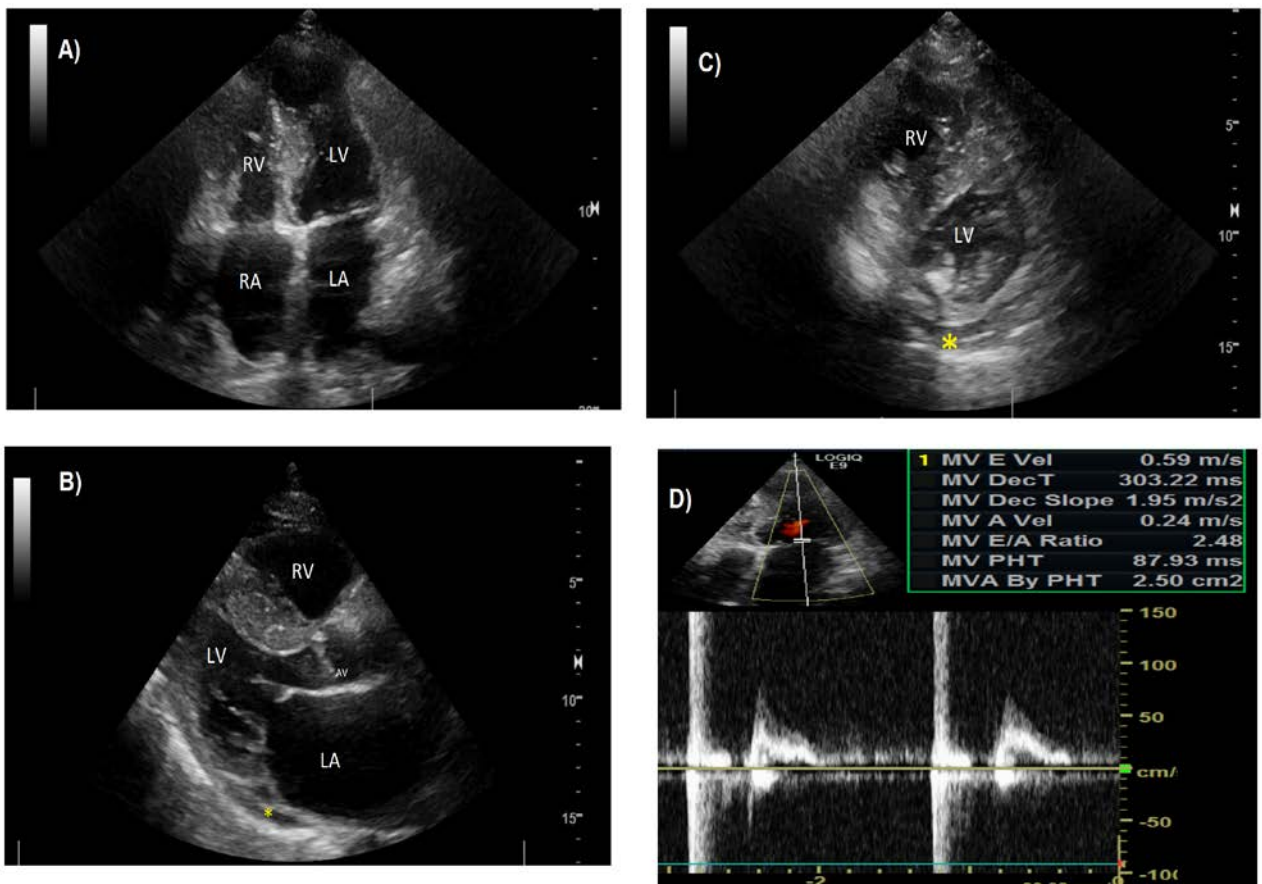 A)
RV
LV
10
RA
LA
C)
RV
5
LV
10
15
*
B)
RV
5
LV
AV
10
LA
15
*
D)
LOGIQ
E9
1 MV E Vel 0.59 m/s
MV DecT 303.22 ms
MV Dec Slope 1.95 m/s2
MV A Vel 0.24 m/s
MV E/A Ratio 2.48
MV PHT 87.93 ms
MVA By PHT 2.50 cm2
150
100
50
cm/
-50
-100
-2